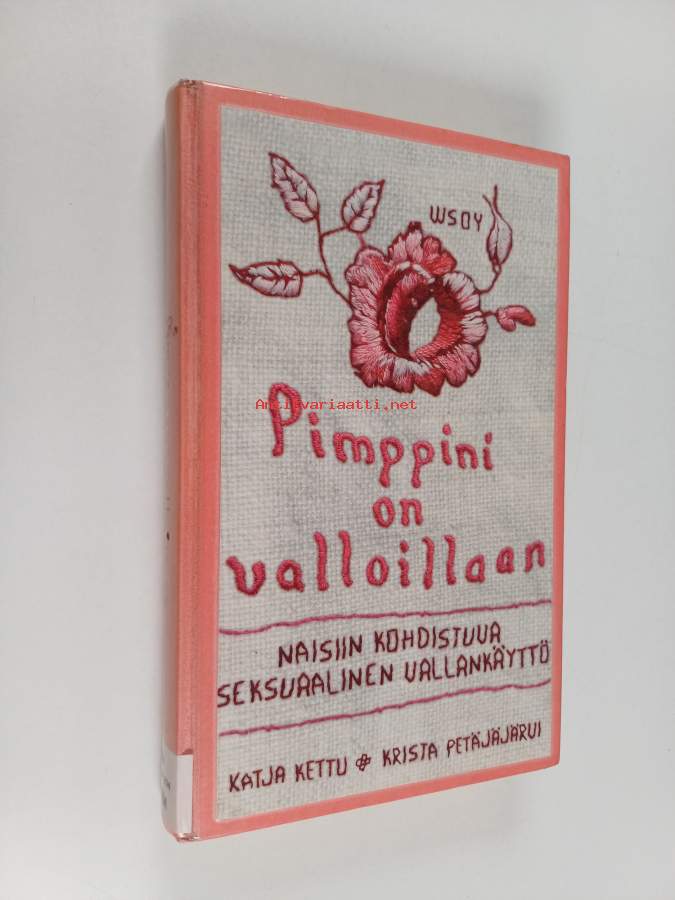 WSOY
Antikvariaatti.net
Pimppini
on
valloillaan
NAISIIN KOHDISTUVA
SEKSUAALINEN VALLANKÄYTTÖ
KATJA KETTU & KRISTA PETÄJÄJÄRVI